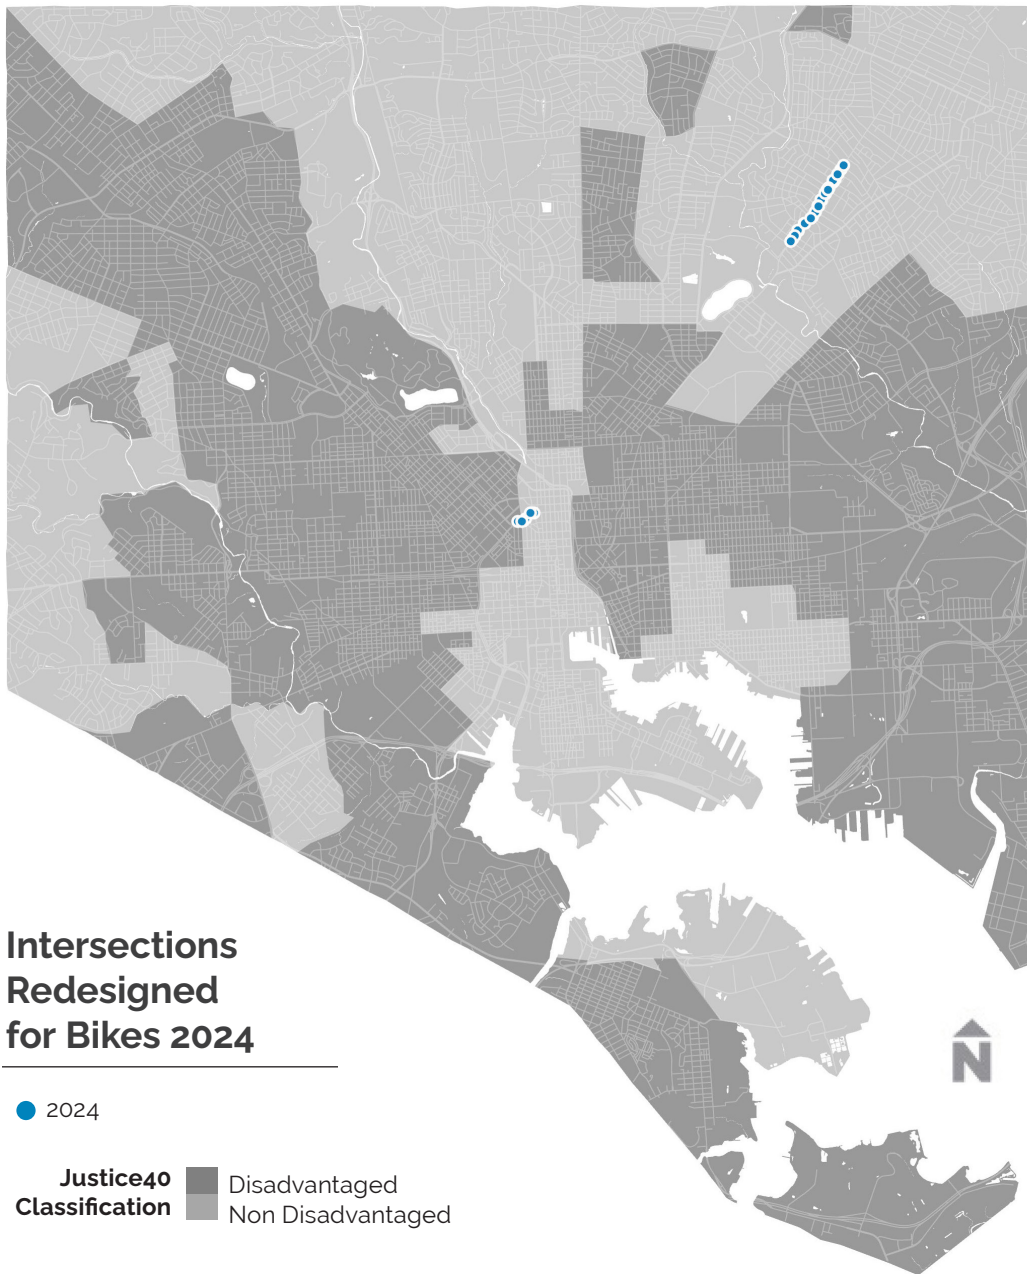 Intersections
Redesigned
for Bikes 2024
2024
Justice40
Classification
Disadvantaged
Non Disadvantaged
N